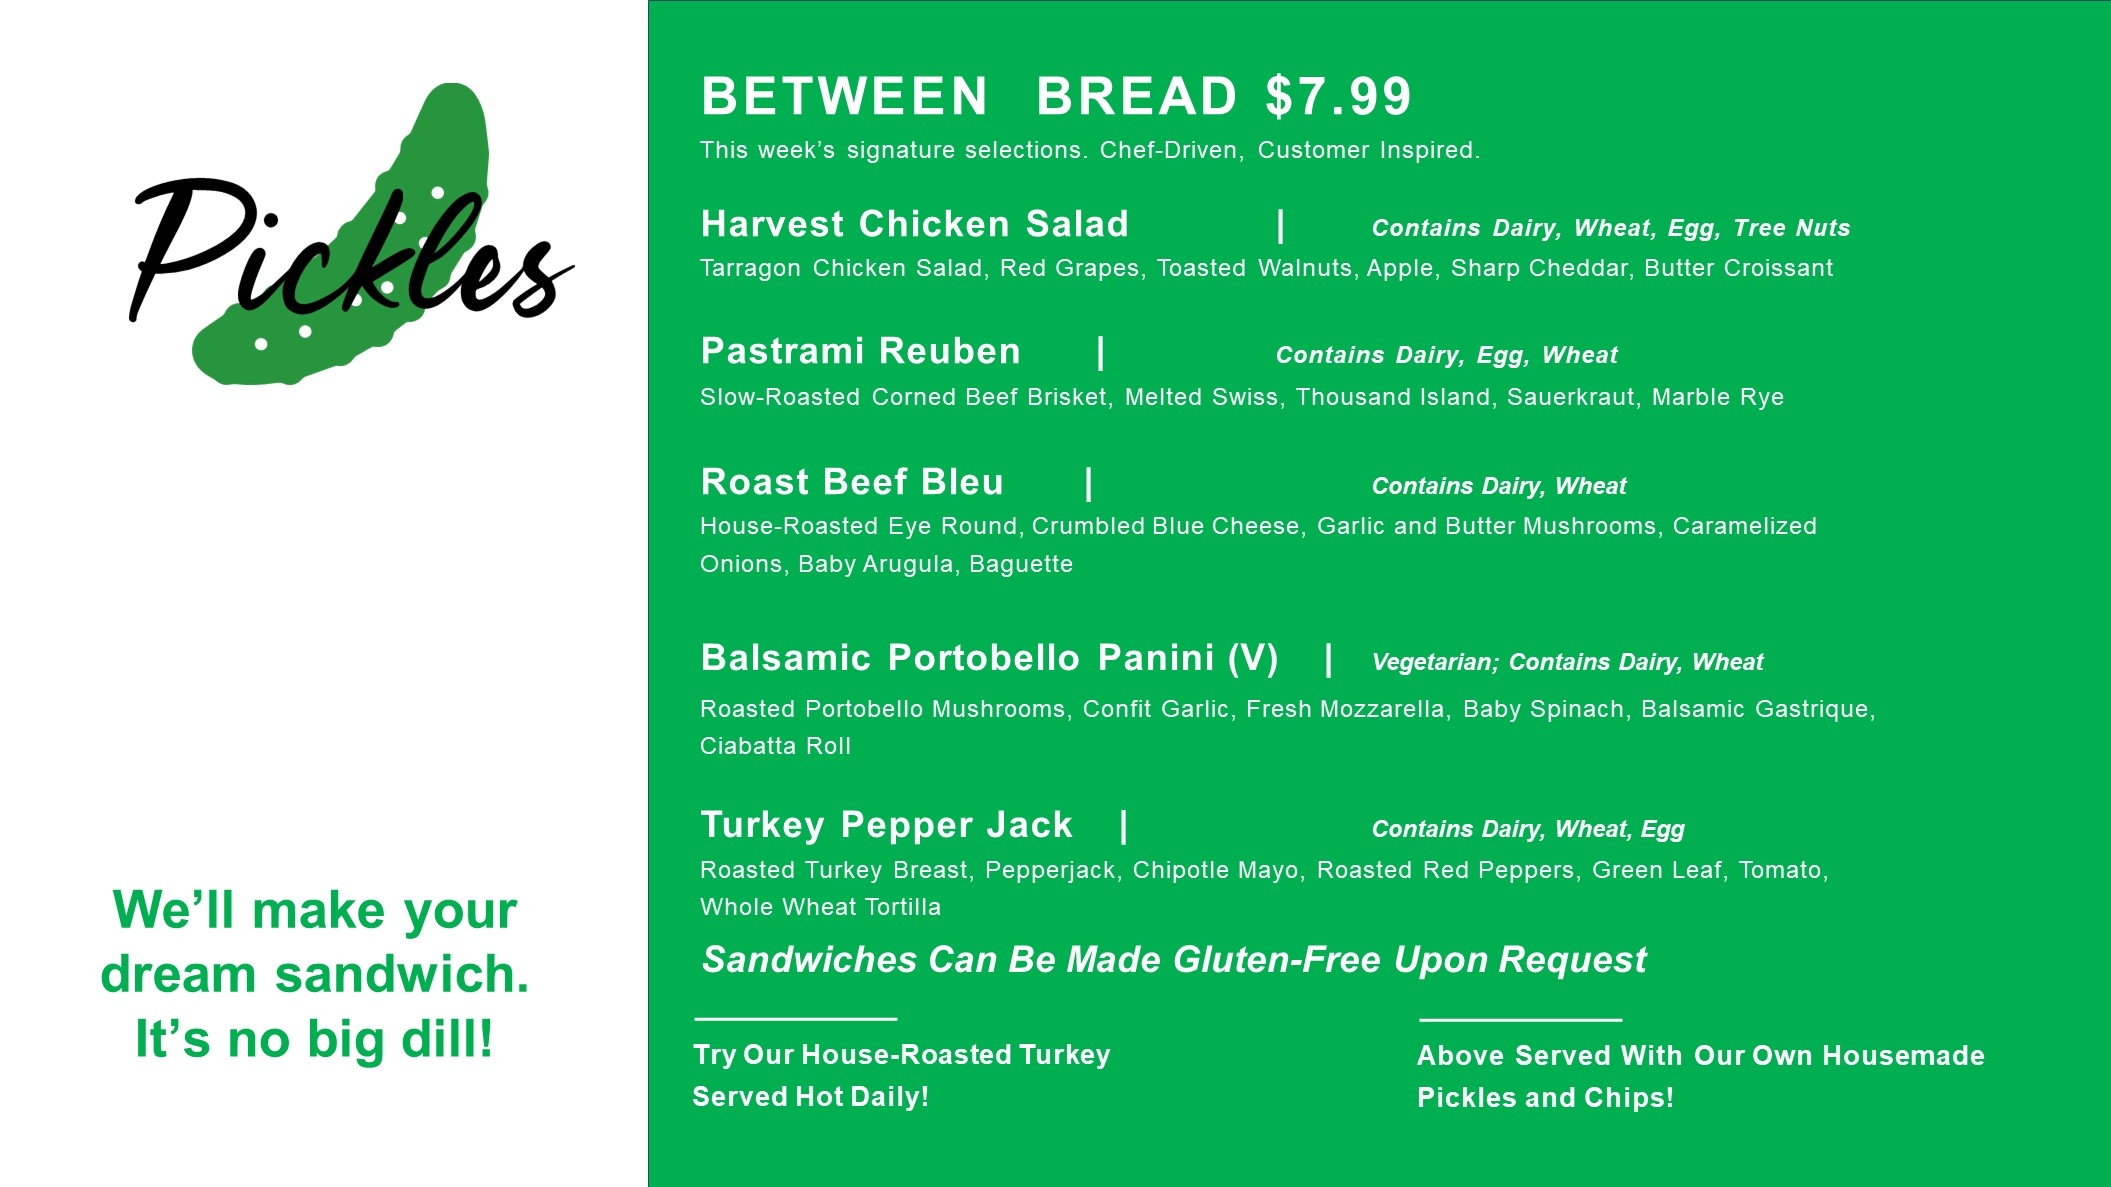 Pickles
We’ll make your
dream sandwich.
It’s no big dill!
BETWEEN BREAD $7.99
This week’s signature selections. Chef-Driven, Customer Inspired.
Harvest Chicken Salad | Contains Dairy, Wheat, Egg, Tree Nuts
Tarragon Chicken Salad, Red Grapes, Toasted Walnuts, Apple, Sharp Cheddar, Butter Croissant
Pastrami Reuben | Contains Dairy, Egg, Wheat
Slow-Roasted Corned Beef Brisket, Melted Swiss, Thousand Island, Sauerkraut, Marble Rye
Roast Beef Bleu | Contains Dairy, Wheat
House-Roasted Eye Round, Crumbled Blue Cheese, Garlic and Butter Mushrooms, Caramelized
Onions, Baby Arugula, Baguette
Balsamic Portobello Panini (V) | Vegetarian; Contains Dairy, Wheat
Roasted Portobello Mushrooms, Confit Garlic, Fresh Mozzarella, Baby Spinach, Balsamic Gastrique,
Ciabatta Roll
Turkey Pepper Jack | Contains Dairy, Wheat, Egg
Roasted Turkey Breast, Pepperjack, Chipotle Mayo, Roasted Red Peppers, Green Leaf, Tomato,
Whole Wheat Tortilla
Sandwiches Can Be Made Gluten-Free Upon Request
Try Our House-Roasted Turkey
Served Hot Daily!
Above Served With Our Own Housemade
Pickles and Chips!